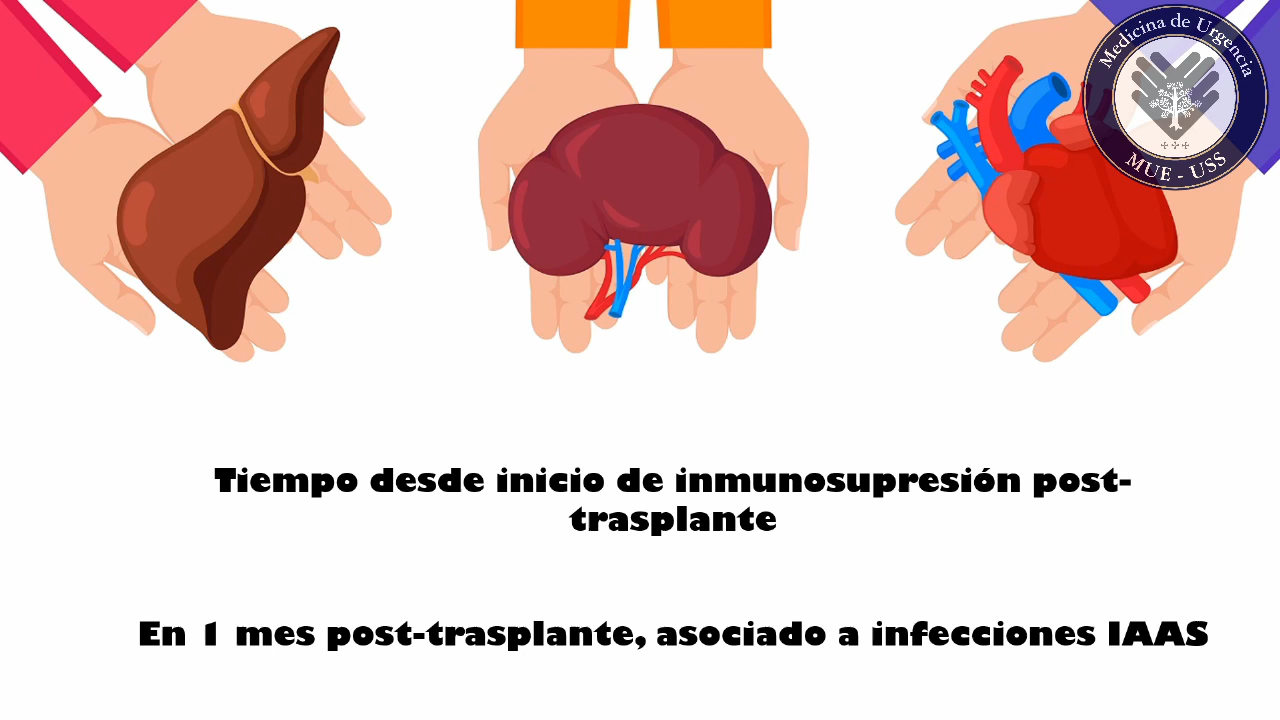 Medicina de Urgencia
MUE - USS
Tiempo desde inicio de inmunosupresión post-
trasplante
En 1 mes post-trasplante, asociado a infecciones IAAS